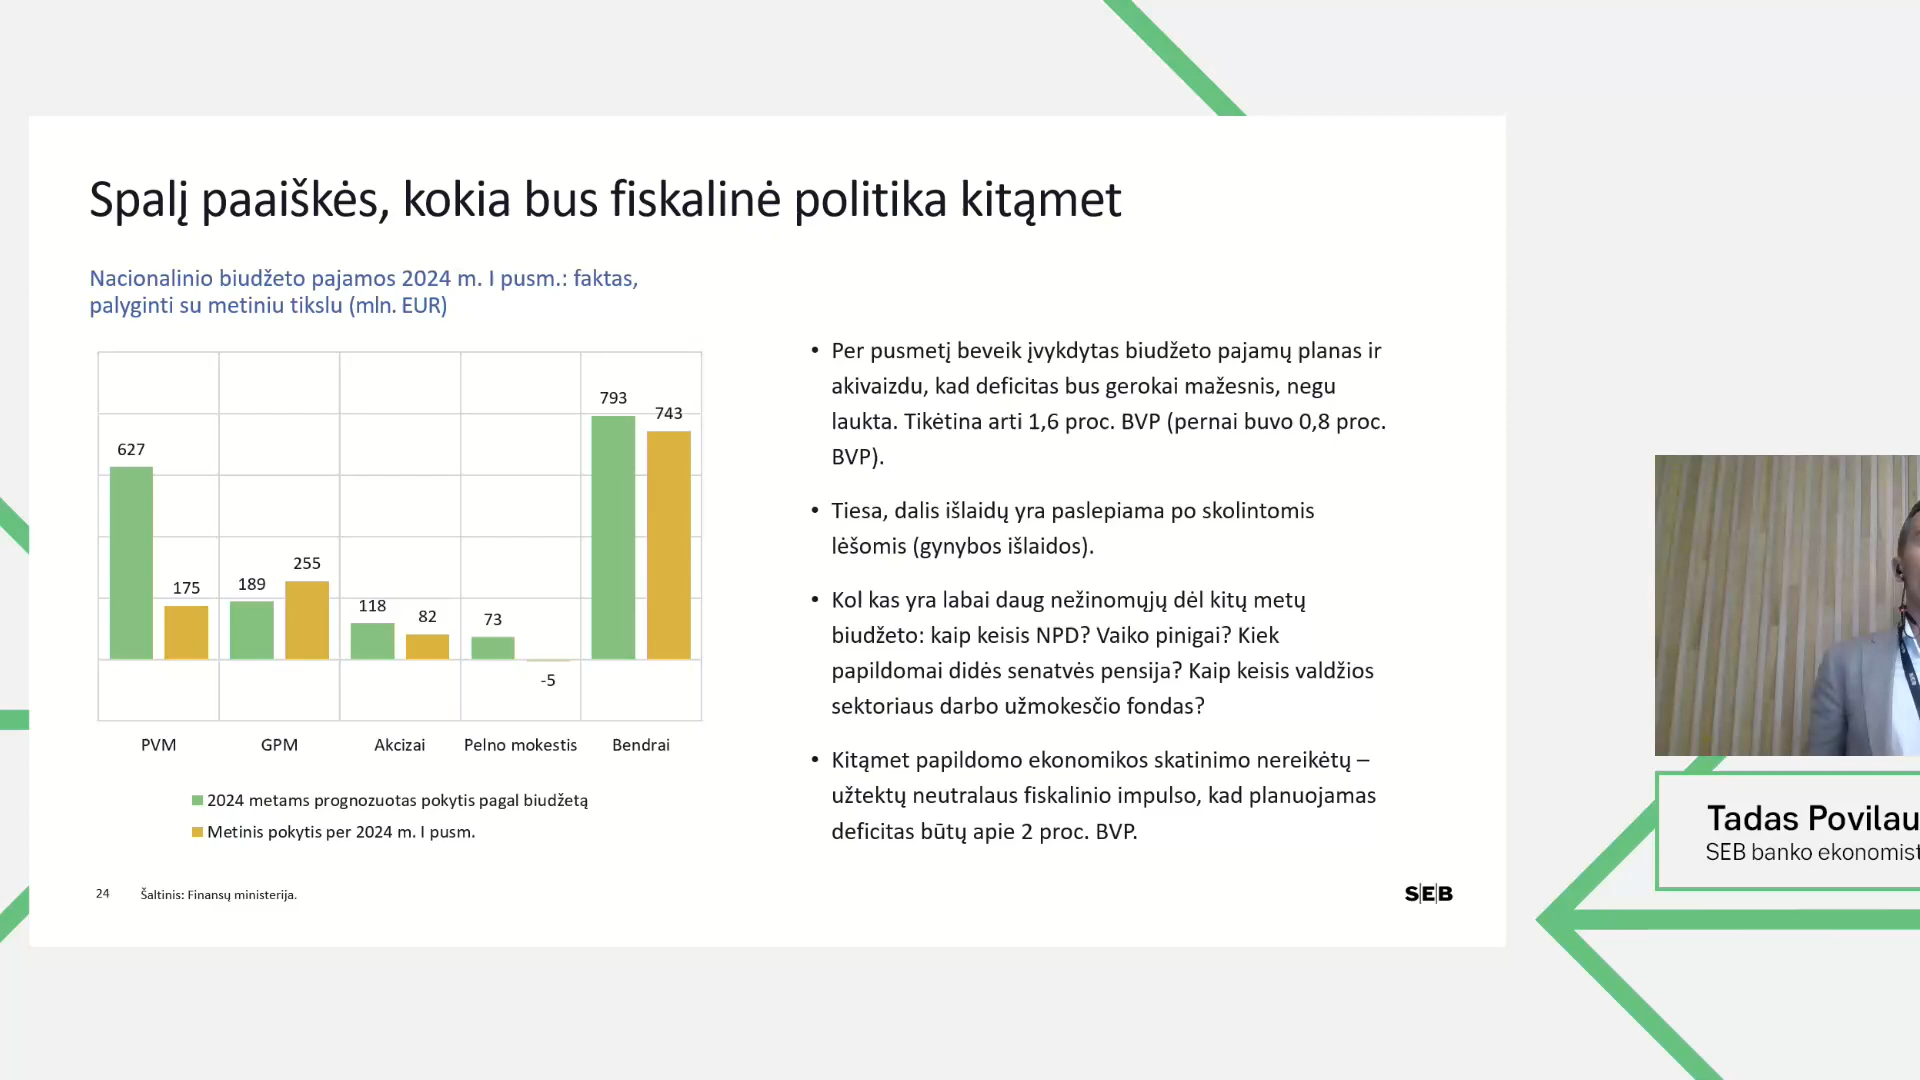 Spalį paaiškės, kokia bus fiskalinė politika kitąmet
Nacionalinio biudžeto pajamos 2024 m. I pusm.: faktas,
palyginti su metiniu tikslu (mln. EUR)
627
175
189
255
118
82
73
-5
793
743
PVM
GPM
Akcizai
Pelno mokestis
Bendrai
2024 metams prognozuotas pokytis pagal biudžetą
Metinis pokytis per 2024 m. I pusm.
• Per pusmetį beveik įvykdytas biudžeto pajamų planas ir
akivaizdu, kad deficitas bus gerokai mažesnis, negu
laukta. Tikėtina arti 1,6 proc. BVP (pernai buvo 0,8 proc.
BVP).
• Tiesa, dalis išlaidų yra paslepiama po skolintomis
lėšomis (gynybos išlaidos).
• Kol kas yra labai daug nežinomųjų dėl kitų metų
biudžeto: kaip keisis NPD? Vaiko pinigai? Kiek
papildomai didės senatvės pensija? Kaip keisis valdžios
sektoriaus darbo užmokesčio fondas?
• Kitąmet papildomo ekonomikos skatinimo nereikėtų –
užtektų neutralaus fiskalinio impulso, kad planuojamas
deficitas būtų apie 2 proc. BVP.
24
Šaltinis: Finansų ministerija.
SEB
Tadas Povilau
SEB banko ekonomist